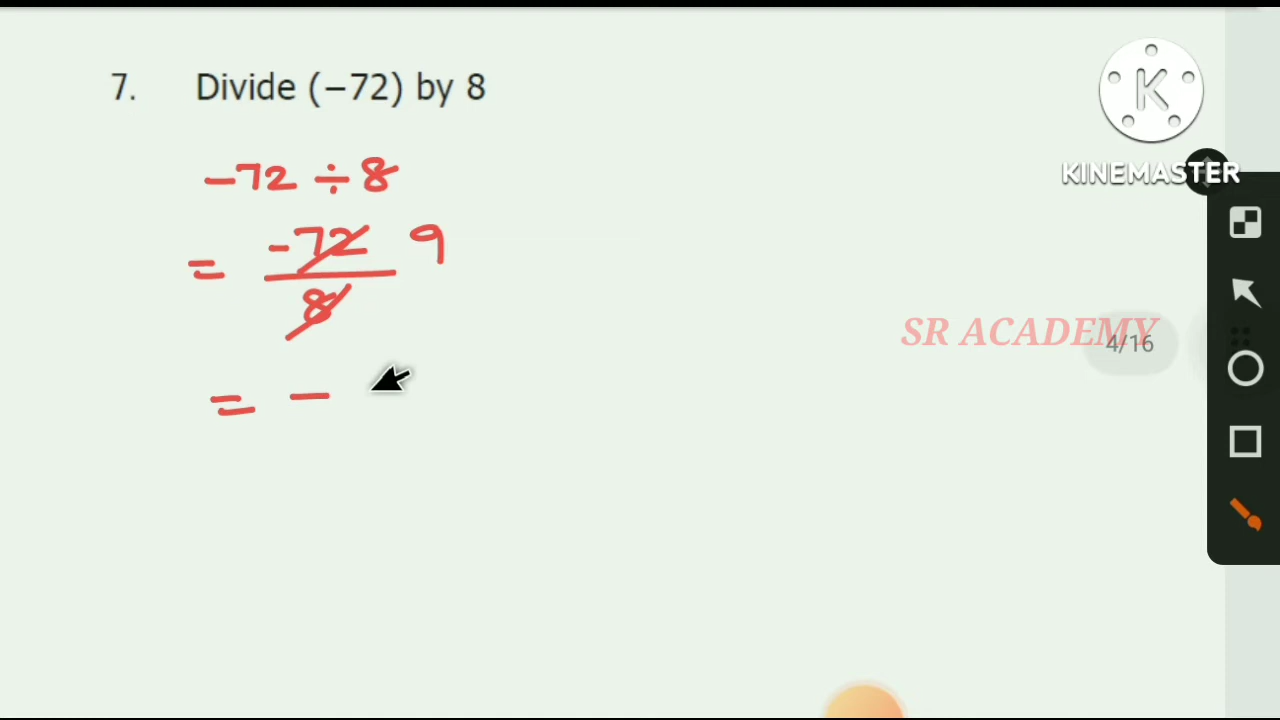 7. Divide (−72) by 8
-72 ÷ 8
= -72/8 9
= -
K
KINEMASTER
SR ACADEMY
4/16